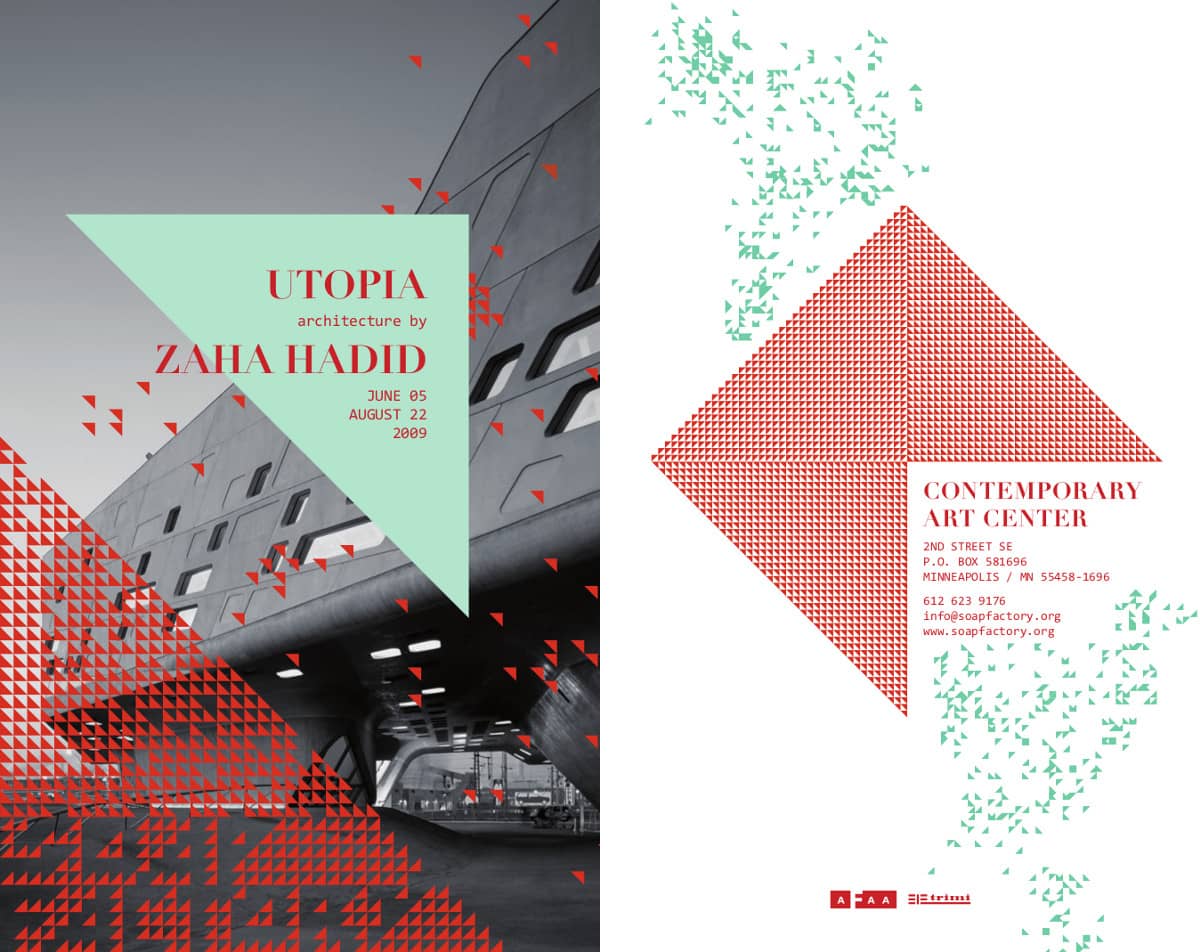 UTOPIA
architecture by
ZAHA HADID
JUNE 05
AUGUST 22
2009
CONTEMPORARY
ART CENTER
2ND STREET SE
P.O. BOX 581696
MINNEAPOLIS / MN 55458-1696
612 623 9176
info@soapfactory.org
www.soapfactory.org
A F A A trimi